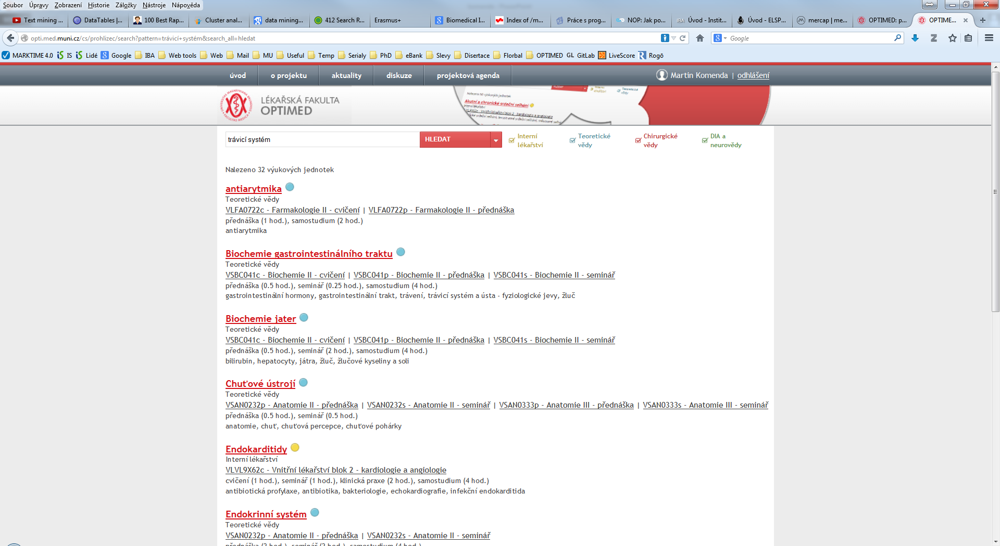 Soubor Úpravy Zobrazení Historie Záložky Nástroje Nápověda
Text mining ... DataTables |... 100 Best Rap... Cluster anal... data mining... 412 Search R... Erasmus+ Biomedical I... Index of /m... Práce s prog... NOP: Jak po... IBA Úvod - Instit... Úvod - ELSP... mercap | me... OPTIMED: p... OPTIME...
opti.med.muni.cz/cs/prohlizec/search?pattern=trávicí+systém&search_all=hledat Google
MARKTIME 4.0 IS Lidé Google IBA Web tools Web Mail MU Useful Temp Serialy PhD eBank Slevy Disertace Florbal OPTIMED GL GitLab LiveScore Rogō
úvod o projektu aktuality diskuze projektová agenda Martin Komenda | odhlášení
LÉKAŘSKÁ FAKULTA
OPTIMED
Akutní a chronické srdeční selhání
trávicí systém HLEDAT Interní lékařství Teoretické vědy Chirurgické vědy DIA a neurovědy
Nalezeno 32 výukových jednotek
antiarytmika
Teoretické vědy
VLFA0722c - Farmakologie II - cvičení | VLFA0722p - Farmakologie II - přednáška
přednáška (1 hod.), samostudium (2 hod.)
antiarytmika
Biochemie gastrointestinálního traktu
Teoretické vědy
VSBC041c - Biochemie II - cvičení | VSBC041p - Biochemie II - přednáška | VSBC041s - Biochemie II - seminář
přednáška (0.5 hod.), seminář (0.25 hod.), samostudium (4 hod.)
gastrointestinální hormony, gastrointestinální trakt, trávení, trávicí systém a ústa - fyziologické jevy, žluč
Biochemie jater
Teoretické vědy
VSBC041c - Biochemie II - cvičení | VSBC041p - Biochemie II - přednáška | VSBC041s - Biochemie II - seminář
přednáška (0.5 hod.), seminář (2 hod.), samostudium (4 hod.)
bilirubin, hepatocyty, játra, žluč, žlučové kyseliny a soli
Chuťové ústrojí
Teoretické vědy
VSAN0232p - Anatomie II - přednáška | VSAN0232s - Anatomie II - seminář | VSAN0333p - Anatomie III - přednáška | VSAN0333s - Anatomie III - seminář
přednáška (0.5 hod.), seminář (0.5 hod.)
anatomie, chuť, chuťová percepce, chuťové pohárky
Endokarditidy
Interní lékařství
VLVL9X62c - Vnitřní lékařství blok 2 - kardiologie a angiologie
cvičení (1 hod.), seminář (1 hod.), klinická praxe (2 hod.), samostudium (4 hod.)
antibiotická profylaxe, antibiotika, bakteriologie, echokardiografie, infekční endokarditida
Endokrinní systém
Teoretické vědy
VSAN0232p - Anatomie II - přednáška | VSAN0232s - Anatomie II - seminář